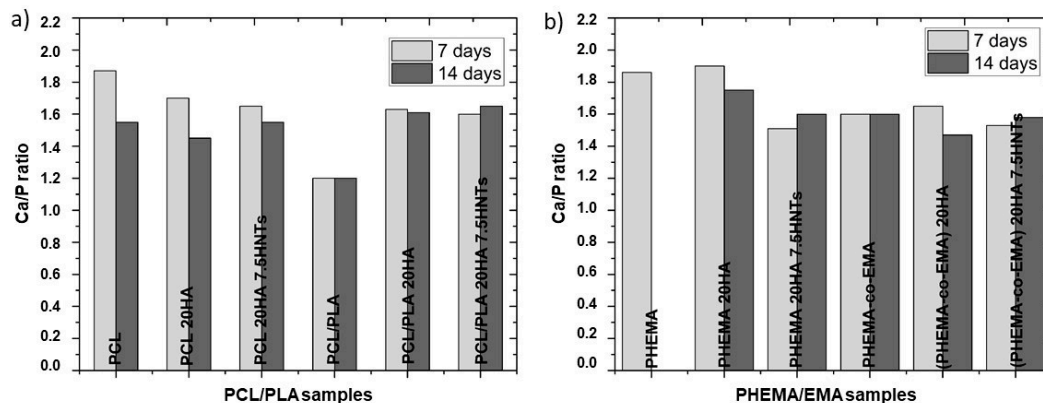 a)
2.2
2.0
1.8
1.6
1.4
1.2
1.0
0.8
0.6
0.4
0.2
0.0
Ca/P ratio
7 days
14 days
PCL
PCL 20HA
PCL 20HA 7.5HNTs
PCL/PLA
PCL/PLA 20HA
PCL/PLA 20HA 7.5HNTs
PCL/PLA samples
b)
2.2
2.0
1.8
1.6
1.4
1.2
1.0
0.8
0.6
0.4
0.2
0.0
Ca/P ratio
7 days
14 days
PHEMA
PHEMA 20HA
PHEMA 20HA 7.5HNTs
PHEMA-co-EMA
(PHEMA-co-EMA) 20HA
(PHEMA-co-EMA) 20HA 7.5HNTs
PHEMA/EMA samples